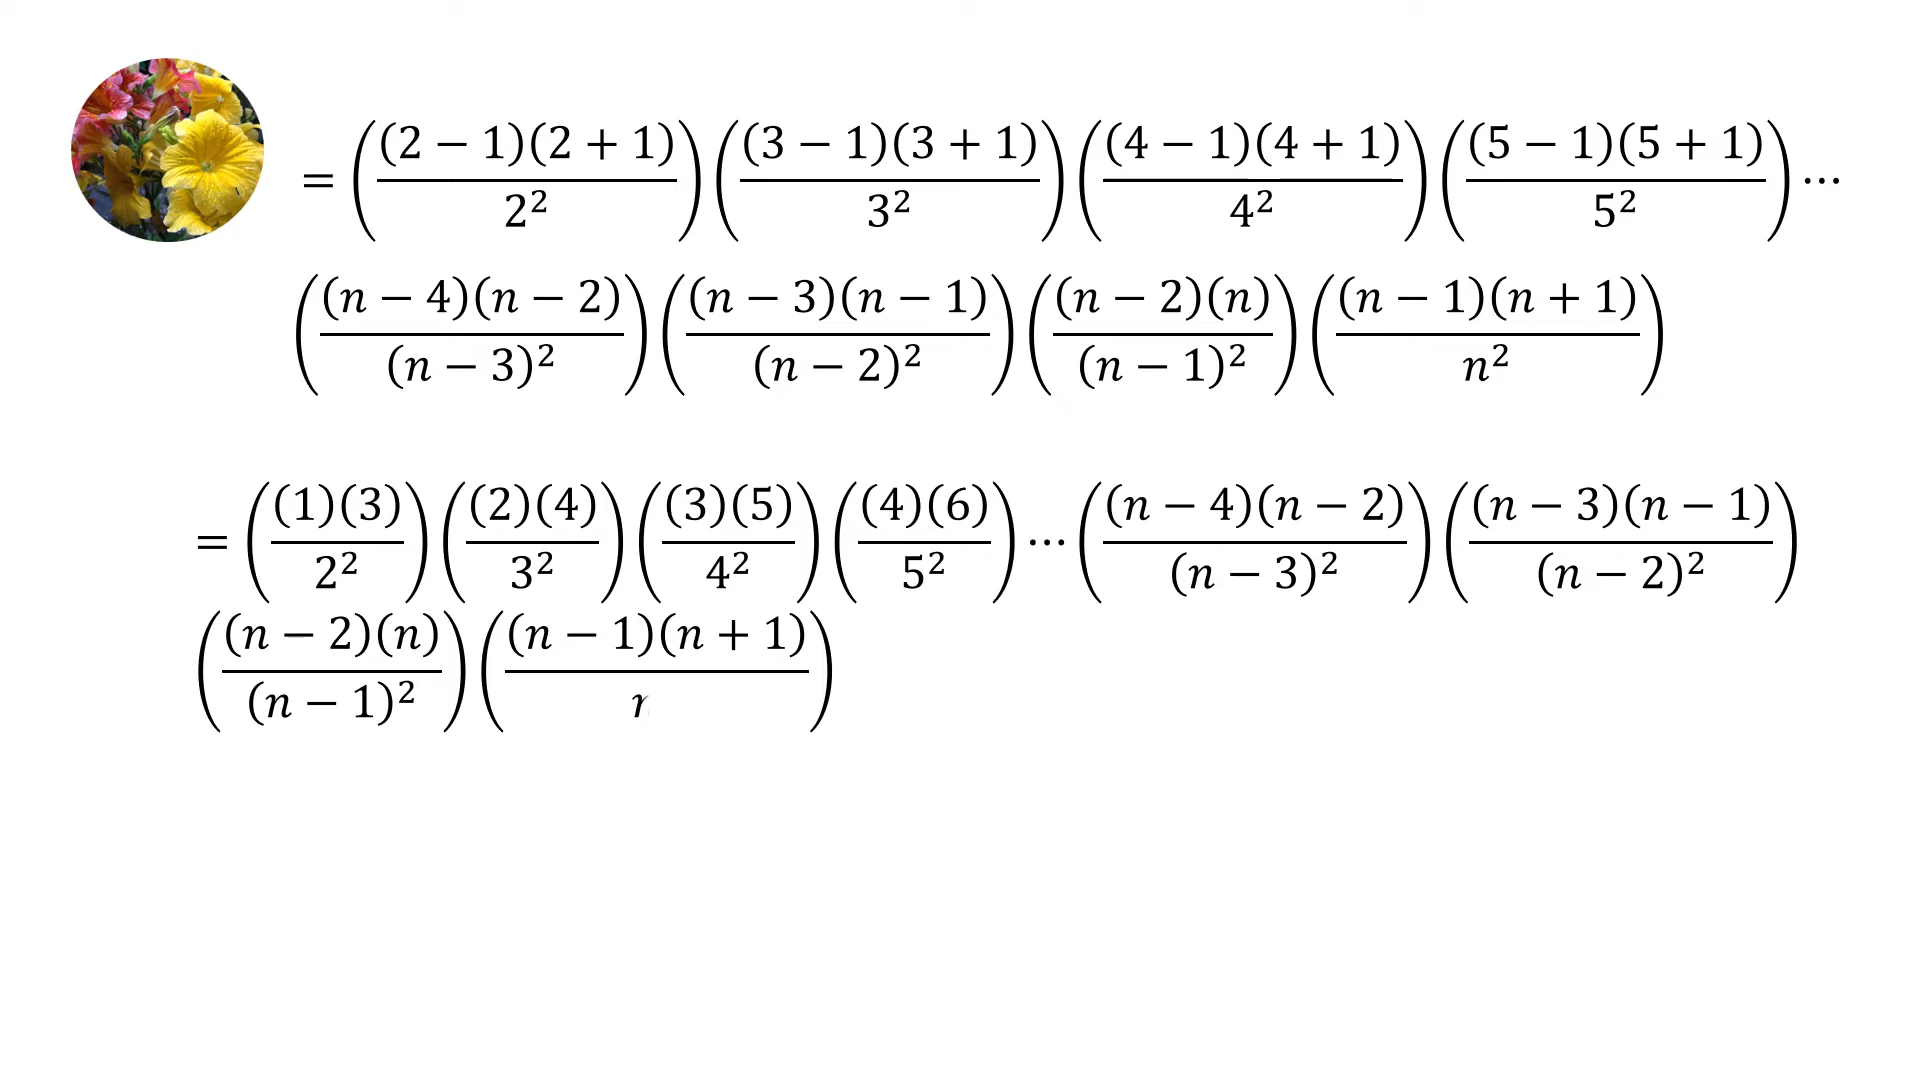 = ((2 − 1)(2 + 1)/2²) ((3 − 1)(3 + 1)/3²) ((4 − 1)(4 + 1)/4²) ((5 − 1)(5 + 1)/5²) ⋯
((n − 4)(n − 2)/(n − 3)²) ((n − 3)(n − 1)/(n − 2)²) ((n − 2)(n)/(n − 1)²) ((n − 1)(n + 1)/n²)
= ((1)(3)/2²) ((2)(4)/3²) ((3)(5)/4²) ((4)(6)/5²) ⋯ ((n − 4)(n − 2)/(n − 3)²) ((n − 3)(n − 1)/(n − 2)²)
((n − 2)(n)/(n − 1)²) ((n − 1)(n + 1)/)